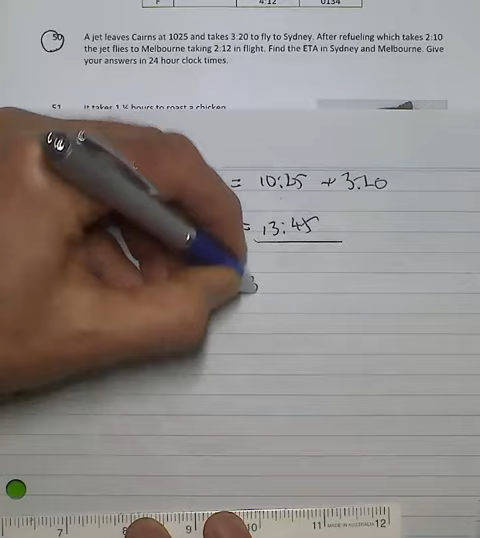 4:12 0134
50 A jet leaves Cairns at 1025 and takes 3:20 to fly to Sydney. After refueling which takes 2:10
the jet flies to Melbourne taking 2:12 in flight. Find the ETA in Sydney and Melbourne. Give
your answers in 24 hour clock times.
51 It takes 1 ¼ hours to roast a chicken
= 10:25 + 3:20
= 13:45
7 8 9 10 11 MADE IN AUSTRALIA 12